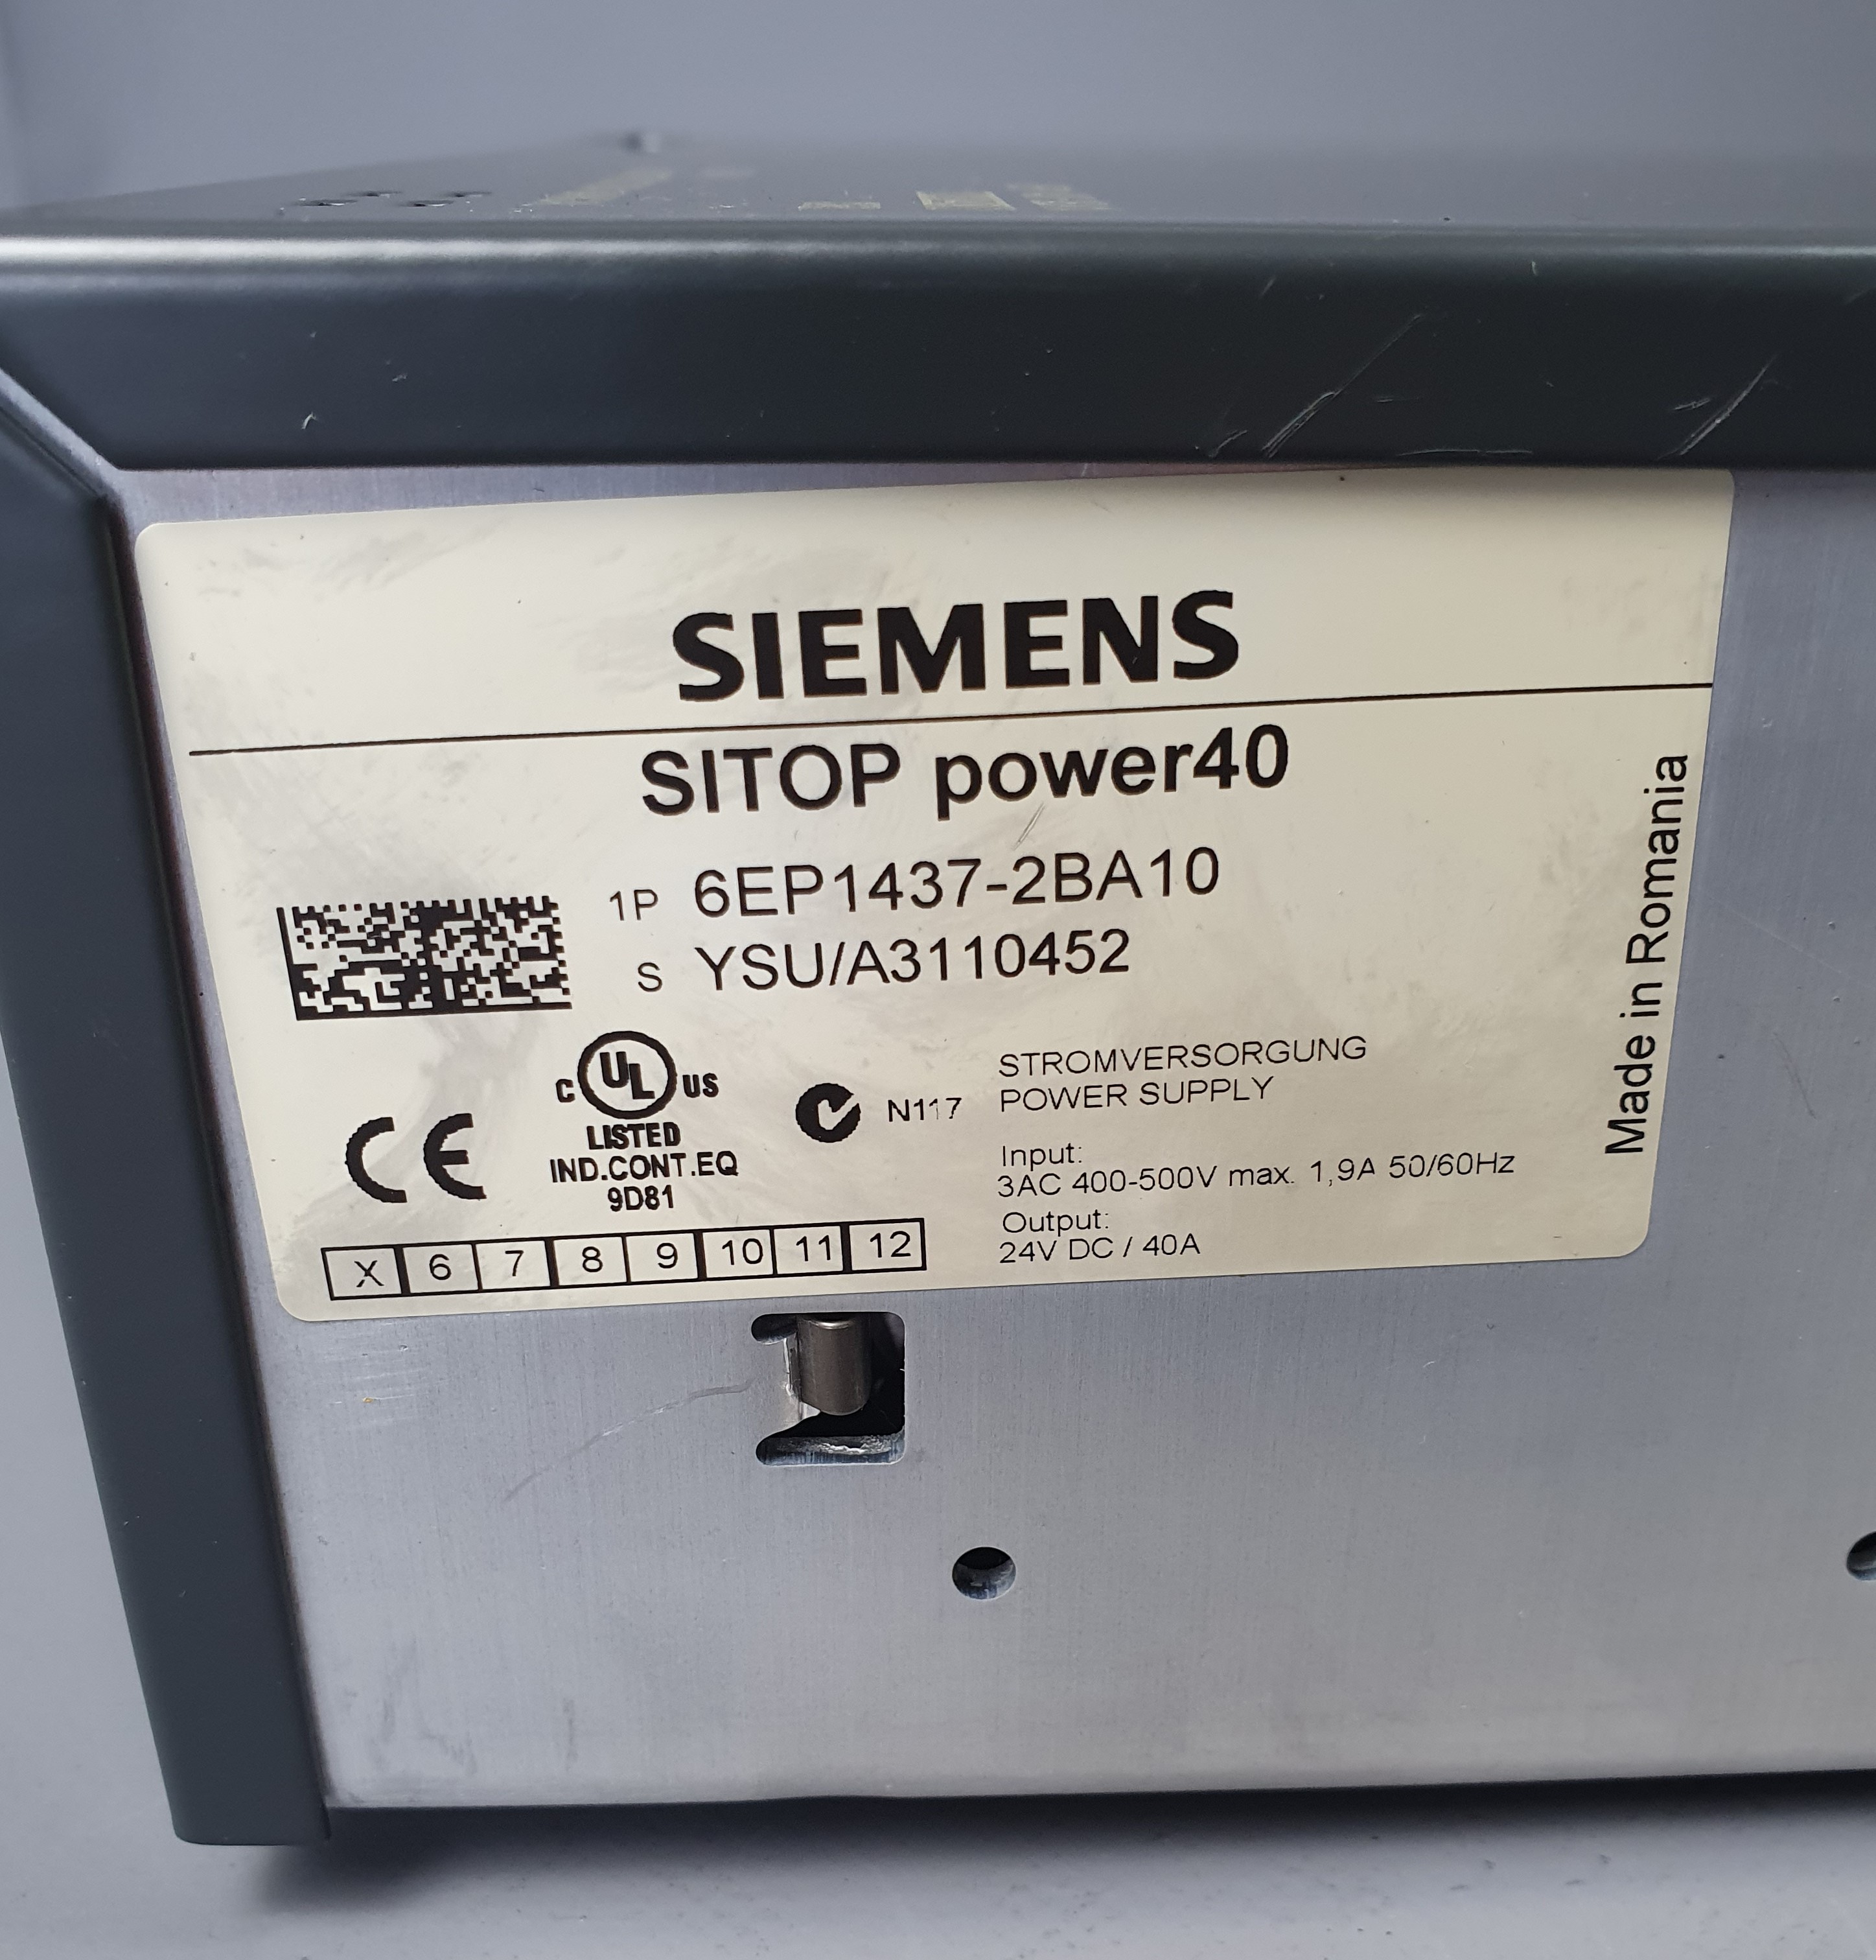 SIEMENS
SITOP power40
1P 6EP1437-2BA10
S YSU/A3110452
C UL US
LISTED
IND.CONT.EQ
9D81
CE
N117
STROMVERSORGUNG
POWER SUPPLY
Input:
3AC 400-500V max. 1,9A 50/60Hz
Output:
24V DC / 40A
X 6 7 8 9 10 11 12
Made in Romania